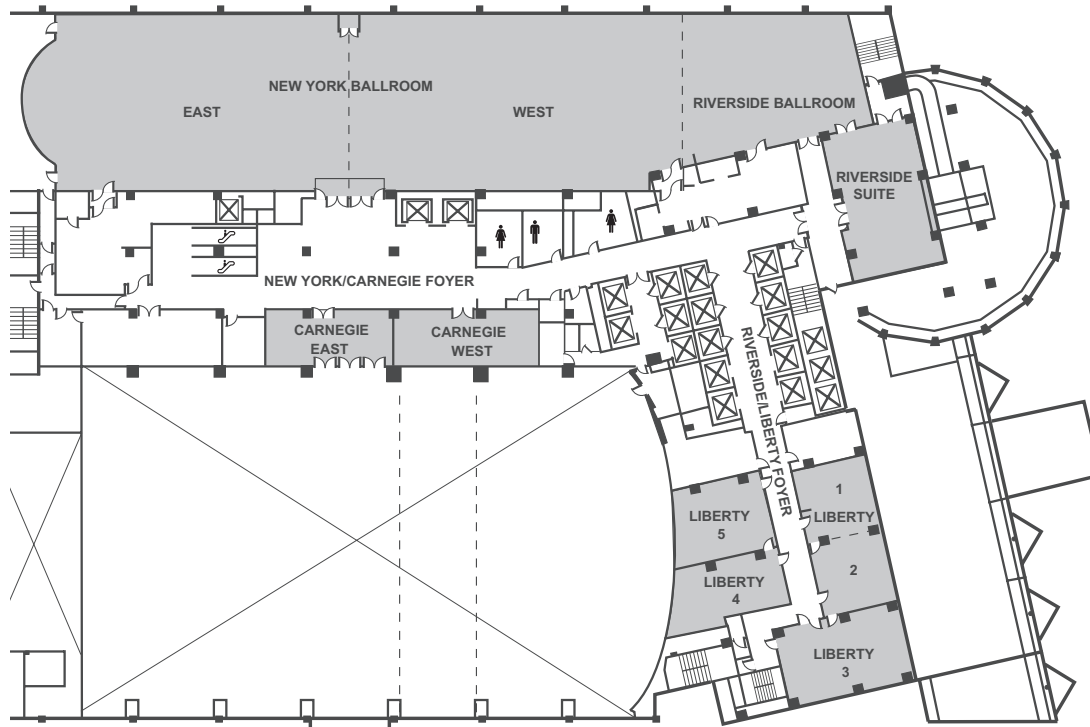 NEW YORK BALLROOM
EAST
WEST
RIVERSIDE BALLROOM
RIVERSIDE
SUITE
NEW YORK/CARNEGIE FOYER
CARNEGIE
EAST
CARNEGIE
WEST
RIVERSIDE/LIBERTY FOYER
1
LIBERTY
2
LIBERTY
5
LIBERTY
4
LIBERTY
3